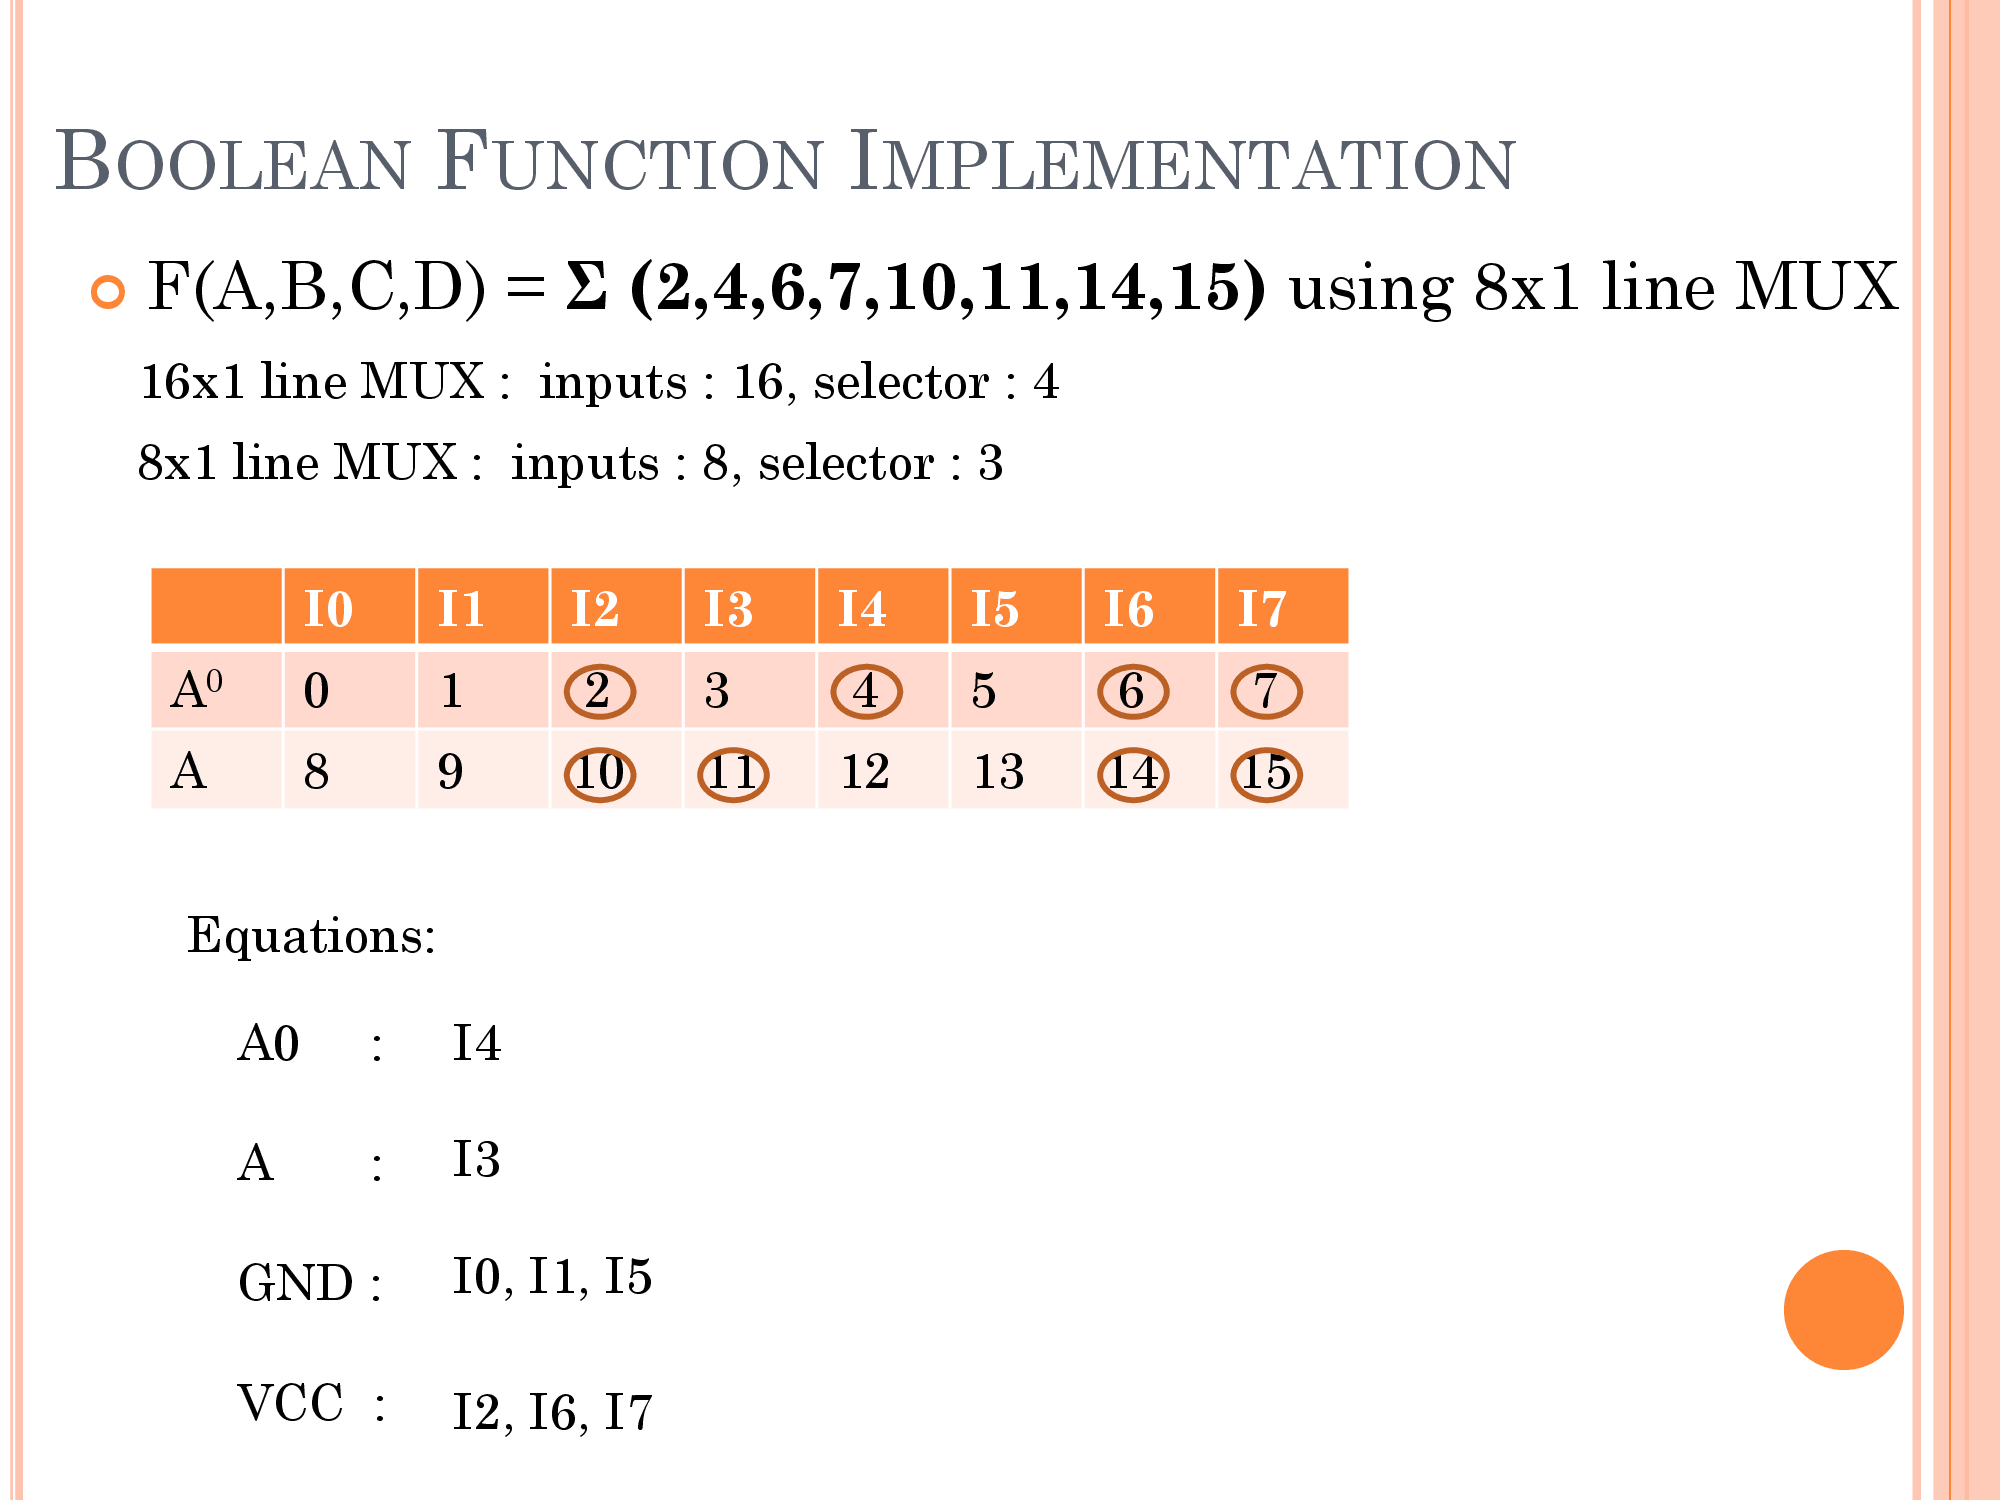 BOOLEAN FUNCTION IMPLEMENTATION
F(A,B,C,D) = Σ (2,4,6,7,10,11,14,15) using 8x1 line MUX
16x1 line MUX : inputs : 16, selector : 4
8x1 line MUX : inputs : 8, selector : 3
I0 I1 I2 I3 I4 I5 I6 I7
A⁰ 0 1 2 3 4 5 6 7
A 8 9 10 11 12 13 14 15
Equations:
A0 : I4
A : I3
GND : I0, I1, I5
VCC : I2, I6, I7